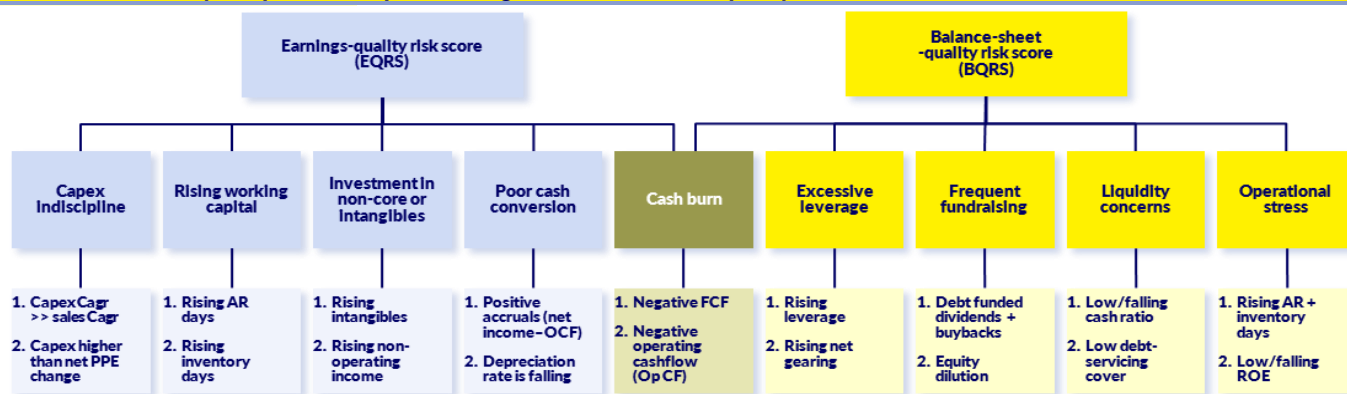 Earnings-quality risk score
(EQRS)
Balance-sheet
-quality risk score
(BQRS)
Capex
indiscipline
Rising working
capital
Investment in
non-core or
intangibles
Poor cash
conversion
Cash burn
Excessive
leverage
Frequent
fundraising
Liquidity
concerns
Operational
stress
1. Capex Cagr
>> sales Cagr
2. Capex higher
than net PPE
change
1. Rising AR
days
2. Rising
inventory
days
1. Rising
intangibles
2. Rising non-
operating
income
1. Positive
accruals (net
income–OCF)
2. Depreciation
rate is falling
1. Negative FCF
2. Negative
operating
cashflow
(Op CF)
1. Rising
leverage
2. Rising net
gearing
1. Debt funded
dividends +
buybacks
2. Equity
dilution
1. Low/falling
cash ratio
2. Low debt-
servicing
cover
1. Rising AR +
inventory
days
2. Low/falling
ROE